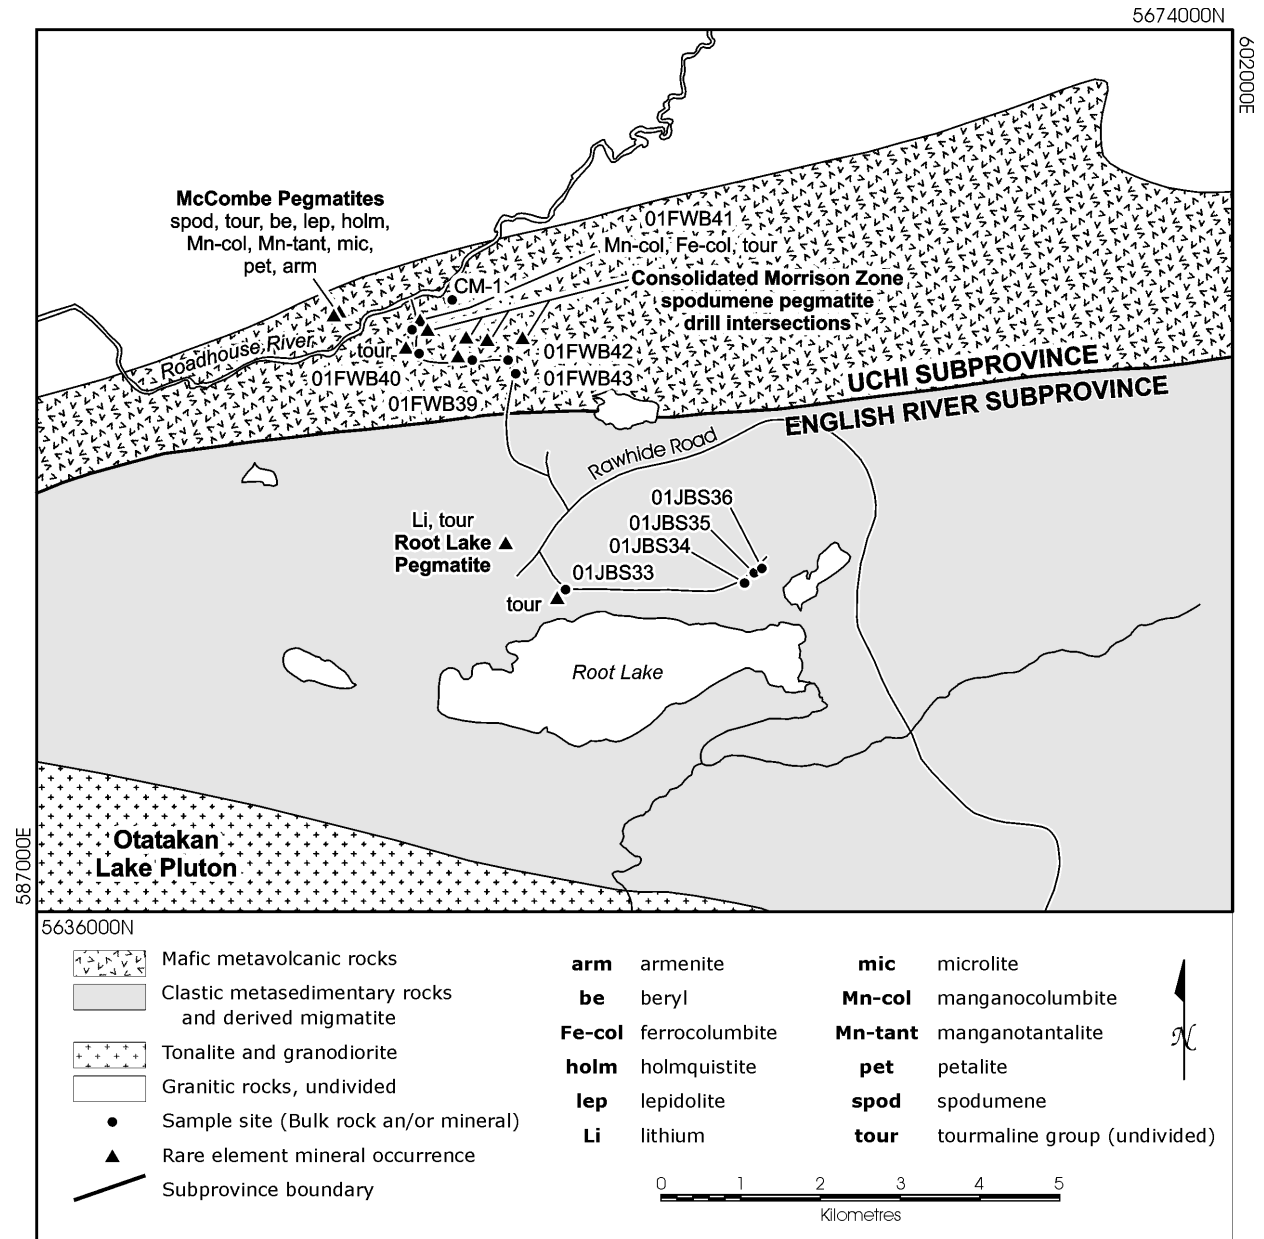 5674000N
602000E
McCombe Pegmatites
spod, tour, be, lep, holm,
Mn-col, Mn-tant, mic,
pet, arm
01FWB41
Mn-col, Fe-col, tour
CM-1
Consolidated Morrison Zone
spodumene pegmatite
drill intersections
Roadhouse River
tour
01FWB42
01FWB40
01FWB43
01FWB39
UCHI SUBPROVINCE
ENGLISH RIVER SUBPROVINCE
Rawhide Road
01JBS36
Li, tour
01JBS35
Root Lake
01JBS34
Pegmatite
01JBS33
tour
Root Lake
Otatakan
Lake Pluton
587000E
5636000N
Mafic metavolcanic rocks
Clastic metasedimentary rocks
and derived migmatite
Tonalite and granodiorite
Granitic rocks, undivided
Sample site (Bulk rock an/or mineral)
Rare element mineral occurrence
Subprovince boundary
arm armenite
be beryl
Fe-col ferrocolumbite
holm holmquistite
lep lepidolite
Li lithium
mic microlite
Mn-col manganocolumbite
Mn-tant manganotantalite
pet petalite
spod spodumene
tour tourmaline group (undivided)
N
0 1 2 3 4 5
Kilometres